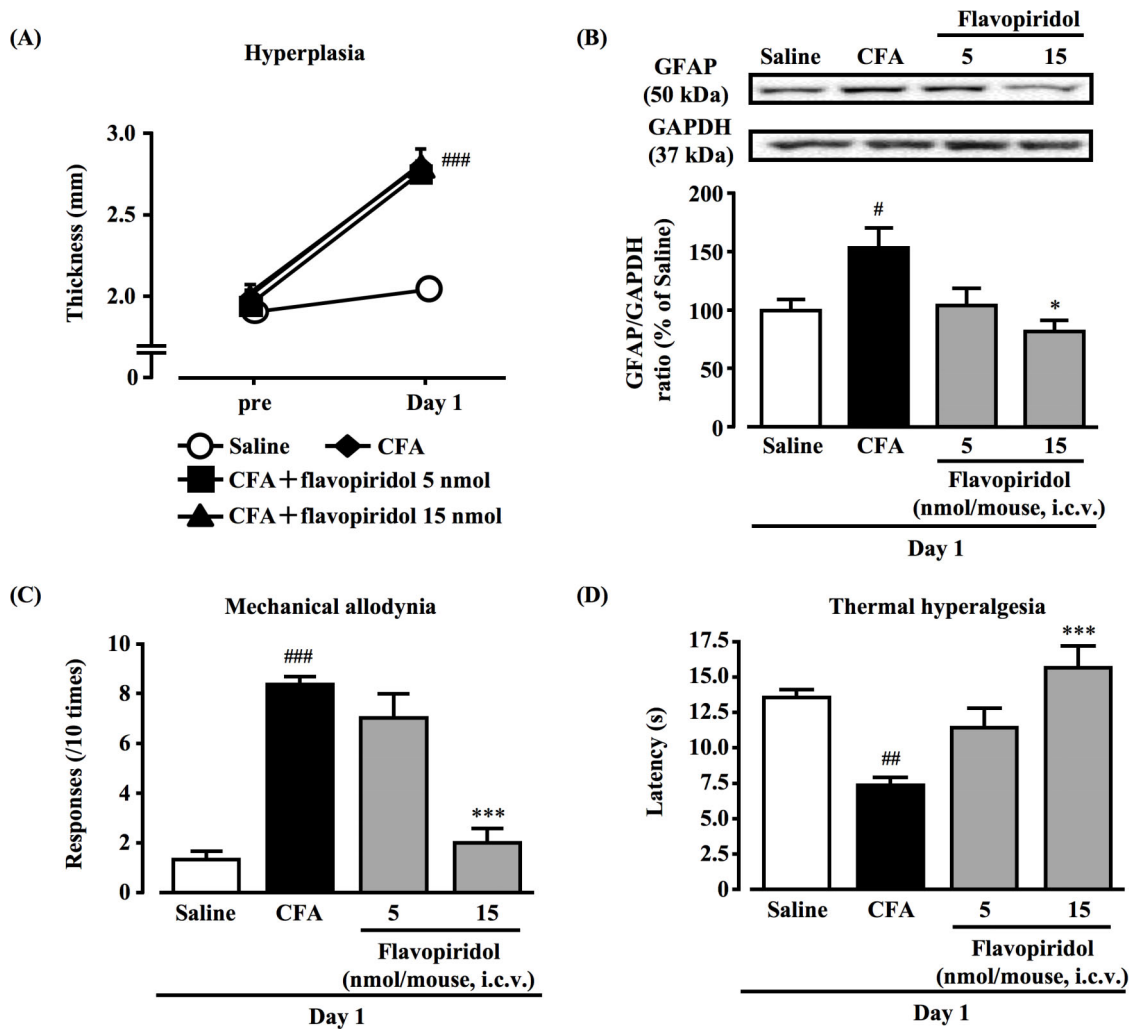 (A)
Hyperplasia
Thickness (mm)
3.0
2.5
2.0
0
###
pre Day 1
Saline CFA
CFA+flavopiridol 5 nmol
CFA+flavopiridol 15 nmol
(B)
Flavopiridol
Saline CFA 5 15
GFAP
(50 kDa)
GAPDH
(37 kDa)
GFAP/GAPDH
ratio (% of Saline)
200
150
100
50
0
#
*
Saline CFA 5 15
Flavopiridol
(nmol/mouse, i.c.v.)
Day 1
(C)
Mechanical allodynia
Responses (/10 times)
10
8
6
4
2
0
###
***
Saline CFA 5 15
Flavopiridol
(nmol/mouse, i.c.v.)
Day 1
(D)
Thermal hyperalgesia
Latency (s)
17.5
15.0
12.5
10.0
7.5
5.0
2.5
0
##
***
Saline CFA 5 15
Flavopiridol
(nmol/mouse, i.c.v.)
Day 1